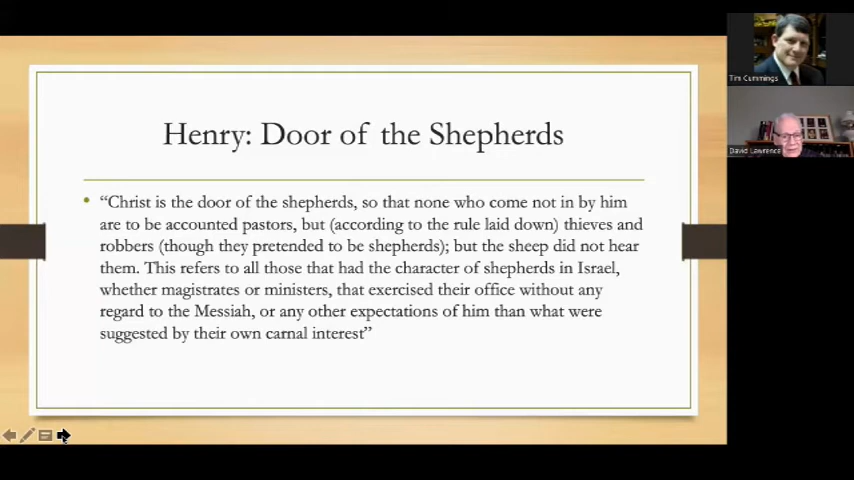 Henry: Door of the Shepherds
• “Christ is the door of the shepherds, so that none who come not in by him
are to be accounted pastors, but (according to the rule laid down) thieves and
robbers (though they pretended to be shepherds); but the sheep did not hear
them. This refers to all those that had the character of shepherds in Israel,
whether magistrates or ministers, that exercised their office without any
regard to the Messiah, or any other expectations of him than what were
suggested by their own carnal interest”
Tim Cummings
David Lawrence